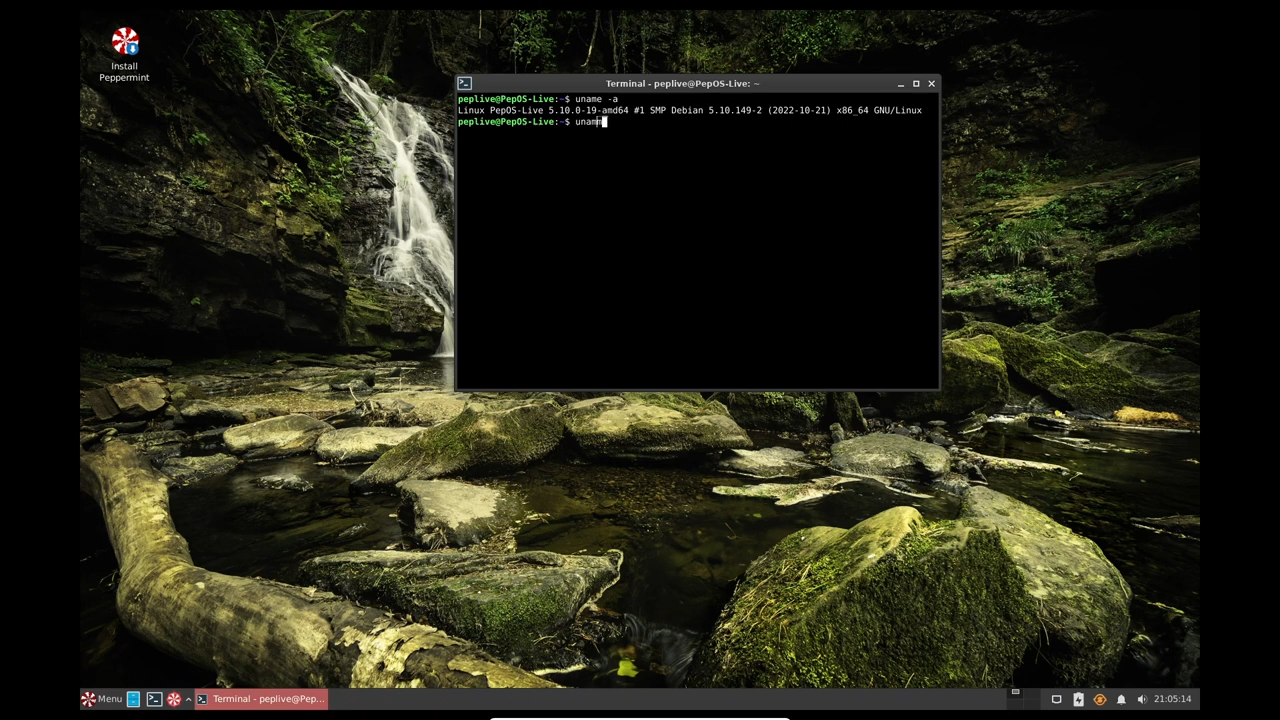 Install
Peppermint
Terminal - peplive@PepOS-Live: ~
peplive@PepOS-Live:~$ uname -a
Linux PepOS-Live 5.10.0-19-amd64 #1 SMP Debian 5.10.149-2 (2022-10-21) x86_64 GNU/Linux
peplive@PepOS-Live:~$ unamm
Menu
Terminal - peplive@Pep...
21:05:14